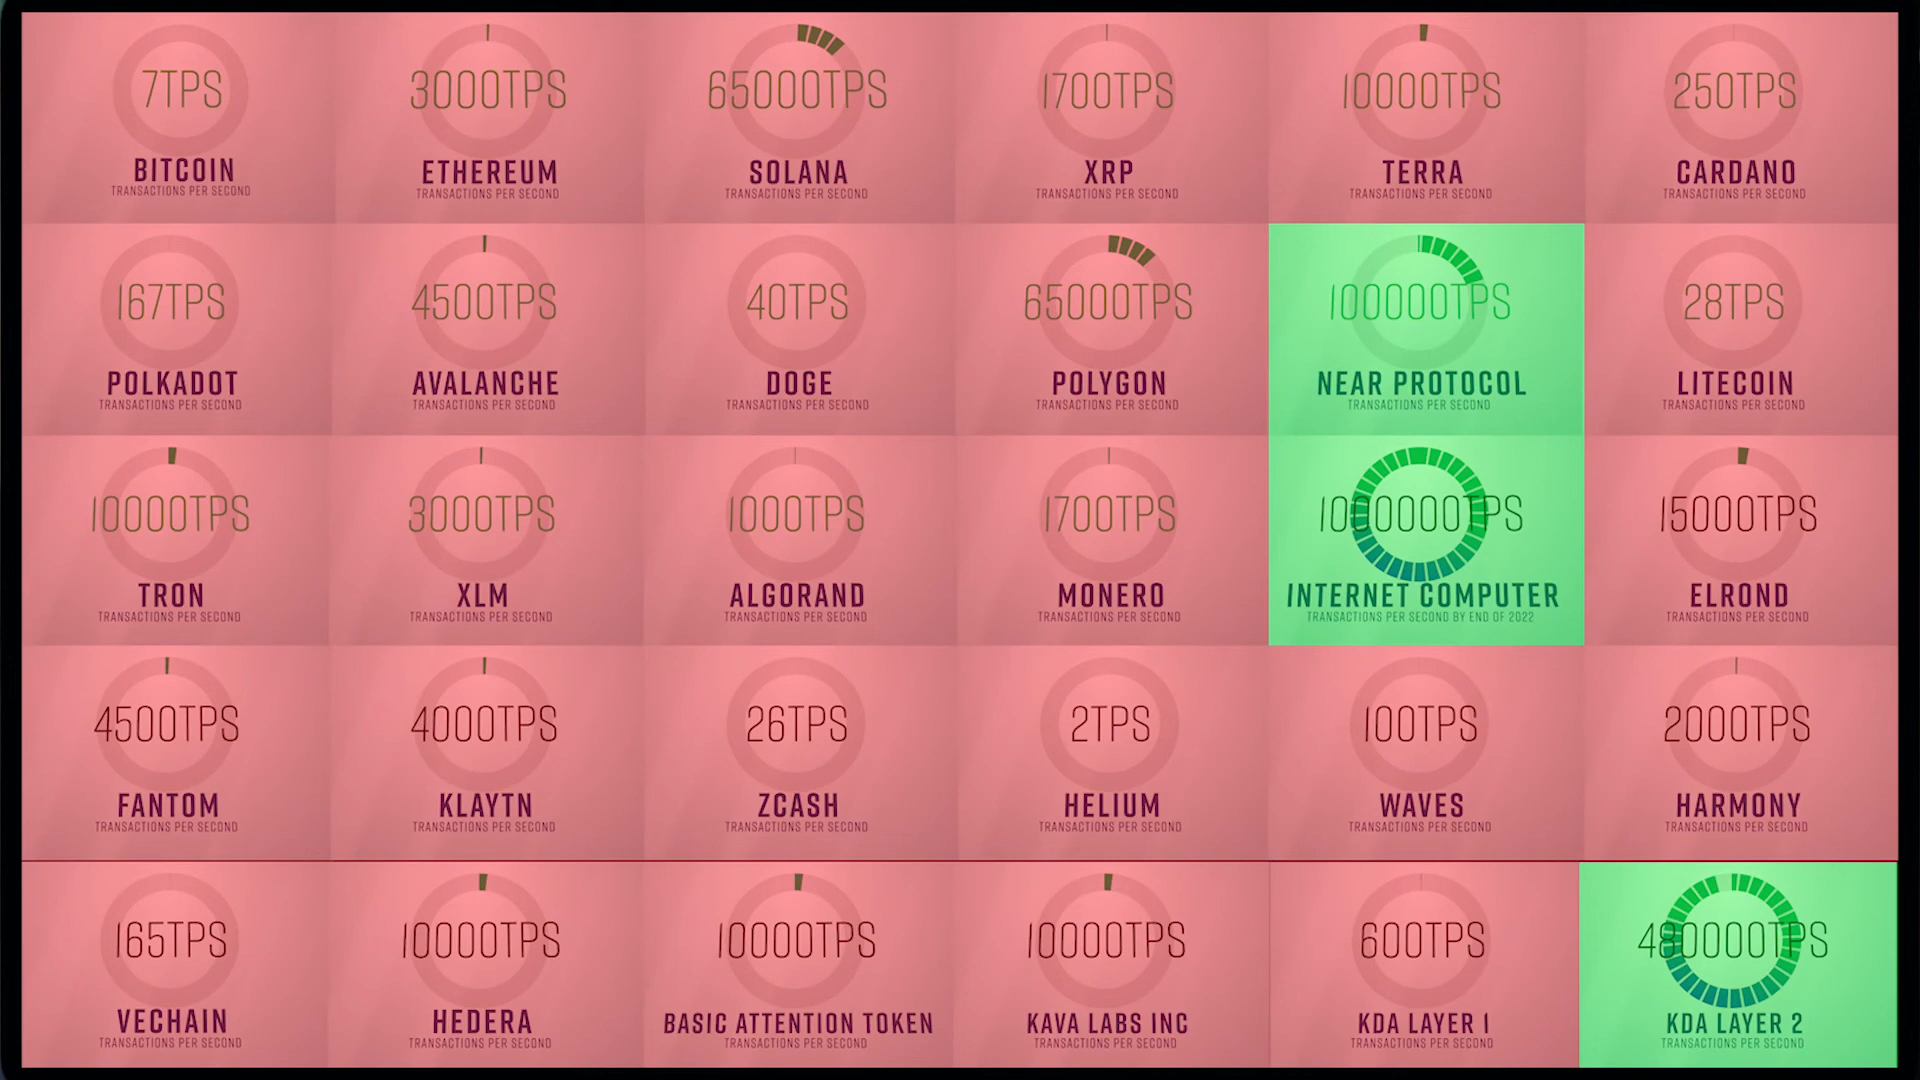 7TPS
BITCOIN
TRANSACTIONS PER SECOND
3000TPS
ETHEREUM
TRANSACTIONS PER SECOND
65000TPS
SOLANA
TRANSACTIONS PER SECOND
1700TPS
XRP
TRANSACTIONS PER SECOND
10000TPS
TERRA
TRANSACTIONS PER SECOND
250TPS
CARDANO
TRANSACTIONS PER SECOND
167TPS
POLKADOT
TRANSACTIONS PER SECOND
4500TPS
AVALANCHE
TRANSACTIONS PER SECOND
40TPS
DOGE
TRANSACTIONS PER SECOND
65000TPS
POLYGON
TRANSACTIONS PER SECOND
100000TPS
NEAR PROTOCOL
TRANSACTIONS PER SECOND
28TPS
LITECOIN
TRANSACTIONS PER SECOND
10000TPS
TRON
TRANSACTIONS PER SECOND
3000TPS
XLM
TRANSACTIONS PER SECOND
1000TPS
ALGORAND
TRANSACTIONS PER SECOND
1700TPS
MONERO
TRANSACTIONS PER SECOND
1000000TPS
INTERNET COMPUTER
TRANSACTIONS PER SECOND BY END OF 2022
15000TPS
ELROND
TRANSACTIONS PER SECOND
4500TPS
FANTOM
TRANSACTIONS PER SECOND
4000TPS
KLAYTN
TRANSACTIONS PER SECOND
26TPS
ZCASH
TRANSACTIONS PER SECOND
2TPS
HELIUM
TRANSACTIONS PER SECOND
100TPS
WAVES
TRANSACTIONS PER SECOND
2000TPS
HARMONY
TRANSACTIONS PER SECOND
165TPS
VECHAIN
TRANSACTIONS PER SECOND
10000TPS
HEDERA
TRANSACTIONS PER SECOND
10000TPS
BASIC ATTENTION TOKEN
TRANSACTIONS PER SECOND
10000TPS
KAVA LABS INC
TRANSACTIONS PER SECOND
600TPS
KDA LAYER 1
TRANSACTIONS PER SECOND
480000TPS
KDA LAYER 2
TRANSACTIONS PER SECOND